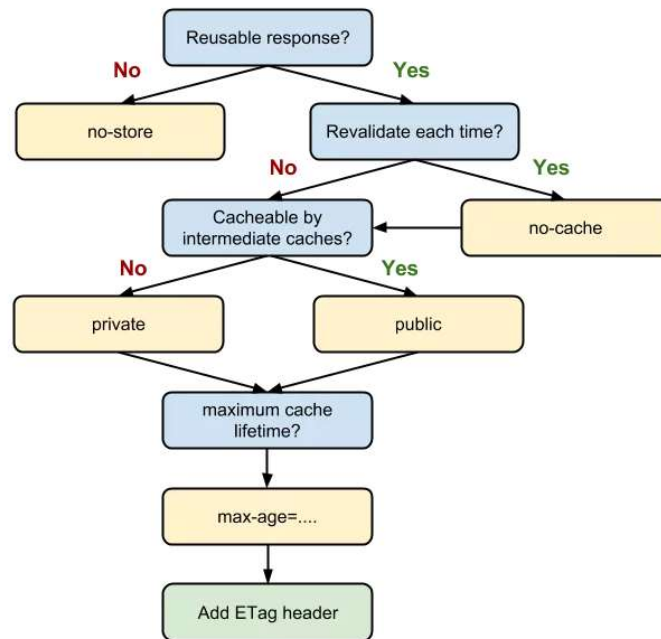 Reusable response?
No
Yes
no-store
Revalidate each time?
No
Yes
Cacheable by
intermediate caches?
no-cache
No
Yes
private
public
maximum cache
lifetime?
max-age=....
Add ETag header